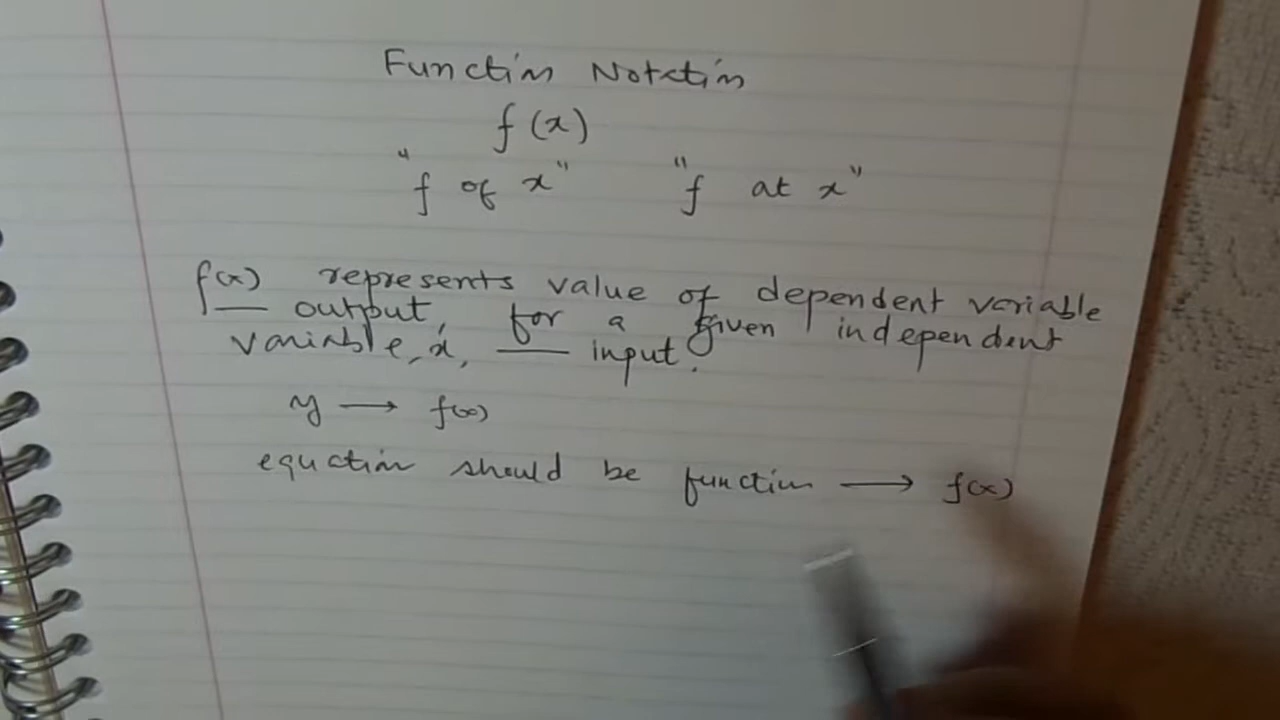 Function Notation
f(x)
"f of x" "f at x"
f(x) represents value of dependent variable
— output, for a given independent
variable, x, — input.
y → f(x)
equation should be function → f(x)